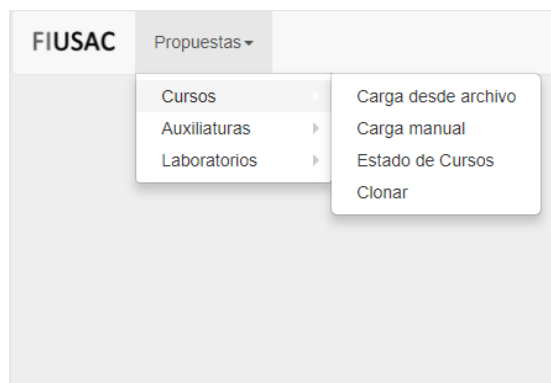 FIUSAC Propuestas
Cursos
Auxiliaturas
Laboratorios
Carga desde archivo
Carga manual
Estado de Cursos
Clonar